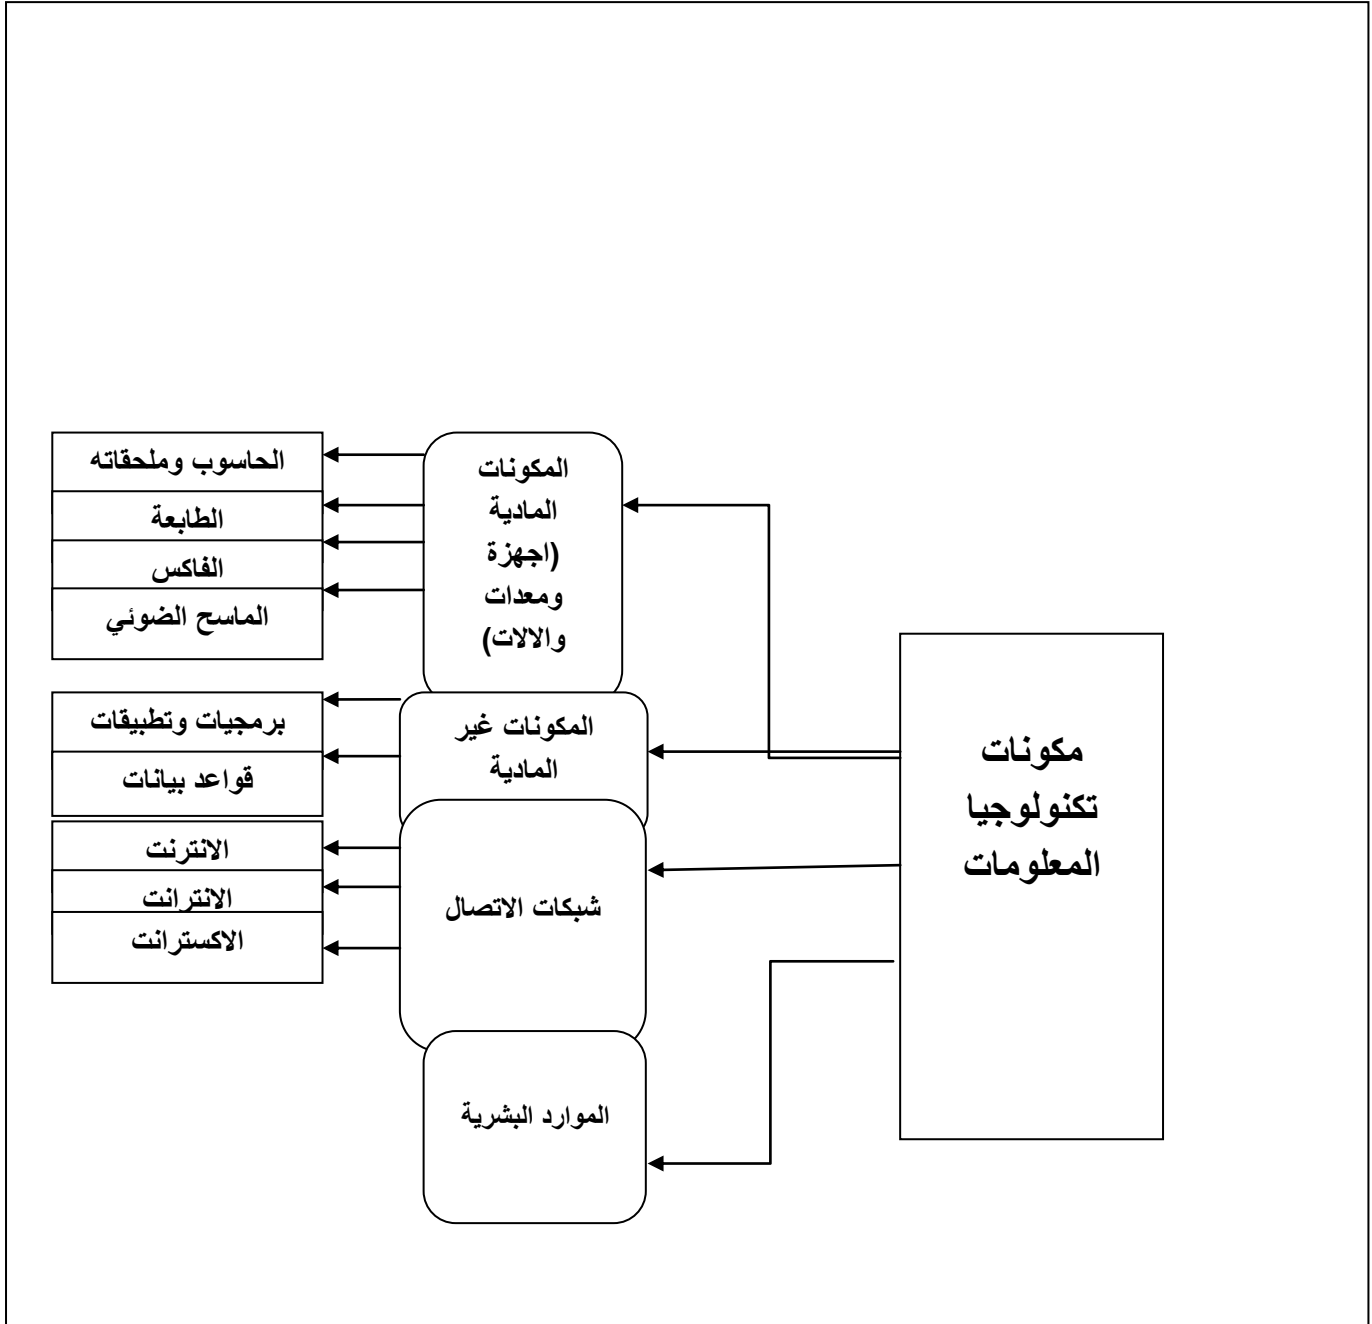 مكونات
تكنولوجيا
المعلومات
المكونات
المادية
(اجهزة
ومعدات
والالات)
الحاسوب وملحقاته
الطابعة
الفاكس
الماسح الضوئي
المكونات غير
المادية
برمجيات وتطبيقات
قواعد بيانات
شبكات الاتصال
الانترنت
الانترانت
الاكسترانت
الموارد البشرية